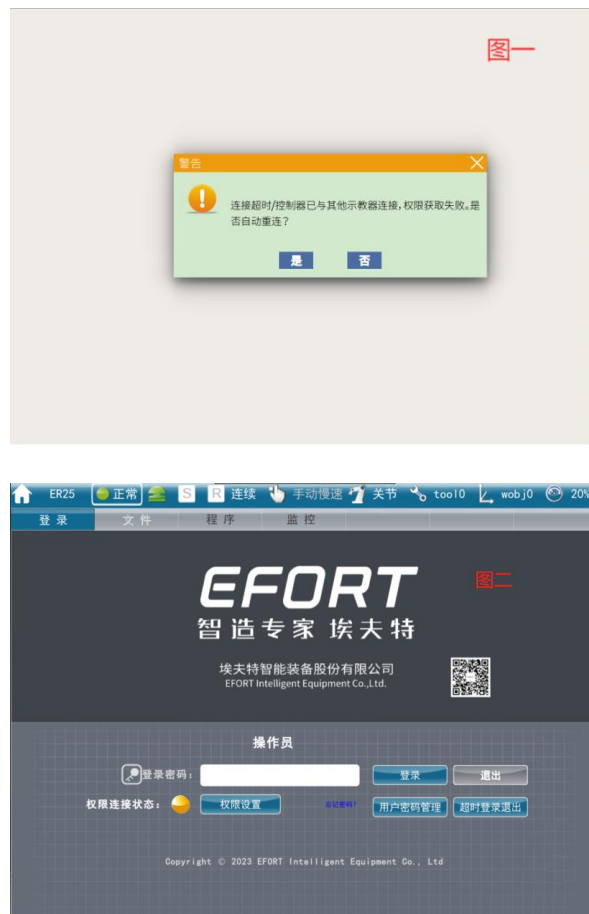 图一
警告
连接超时/控制器已与其他示教器连接,权限获取失败。是
否自动重连?
是 否
ER25 正常 S R 连续 手动慢速 关节 tool0 wobj0 20%
登录 文件 程序 监控
EFORT
图二
智造专家 埃夫特
埃夫特智能装备股份有限公司
EFORT Intelligent Equipment Co.,Ltd.
操作员
登录密码: 登录 退出
权限连接状态: 权限设置 忘记密码? 用户密码管理 超时登录退出
Copyright © 2023 EFORT Intelligent Equipment Co., Ltd